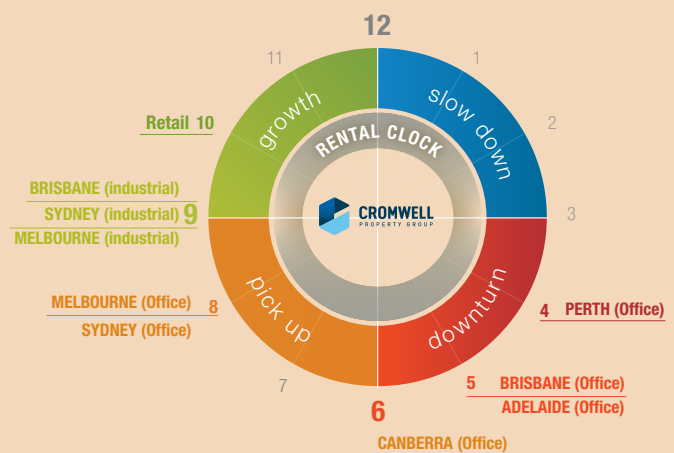 12
11
1
slow down
growth
2
Retail 10
RENTAL CLOCK
BRISBANE (industrial)
SYDNEY (industrial) 9
MELBOURNE (industrial)
CROMWELL
PROPERTY GROUP
3
MELBOURNE (Office) 8
SYDNEY (Office)
pick up
downturn
4 PERTH (Office)
7
5 BRISBANE (Office)
ADELAIDE (Office)
6
CANBERRA (Office)